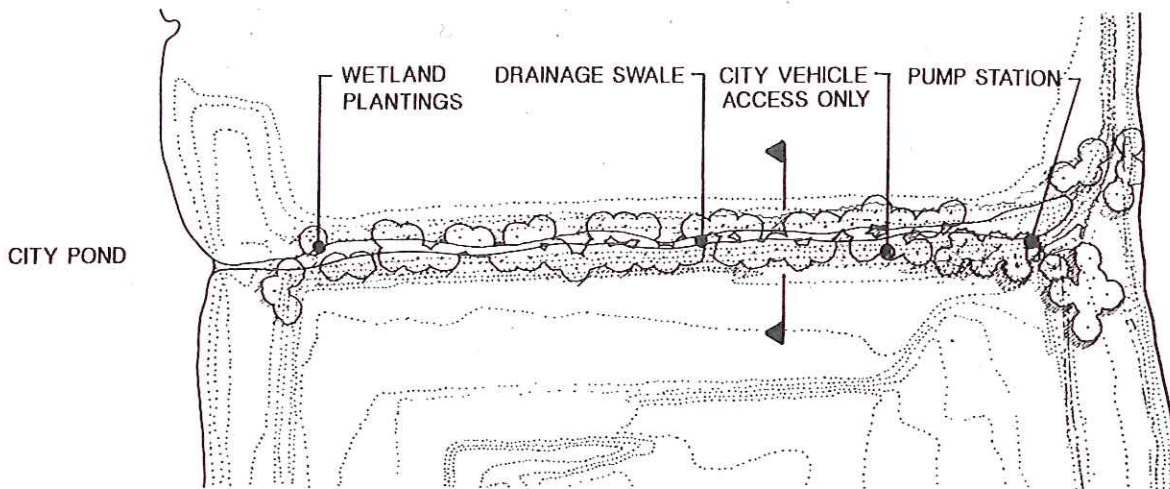 WETLAND
PLANTINGS
DRAINAGE SWALE
CITY VEHICLE
ACCESS ONLY
PUMP STATION
CITY POND